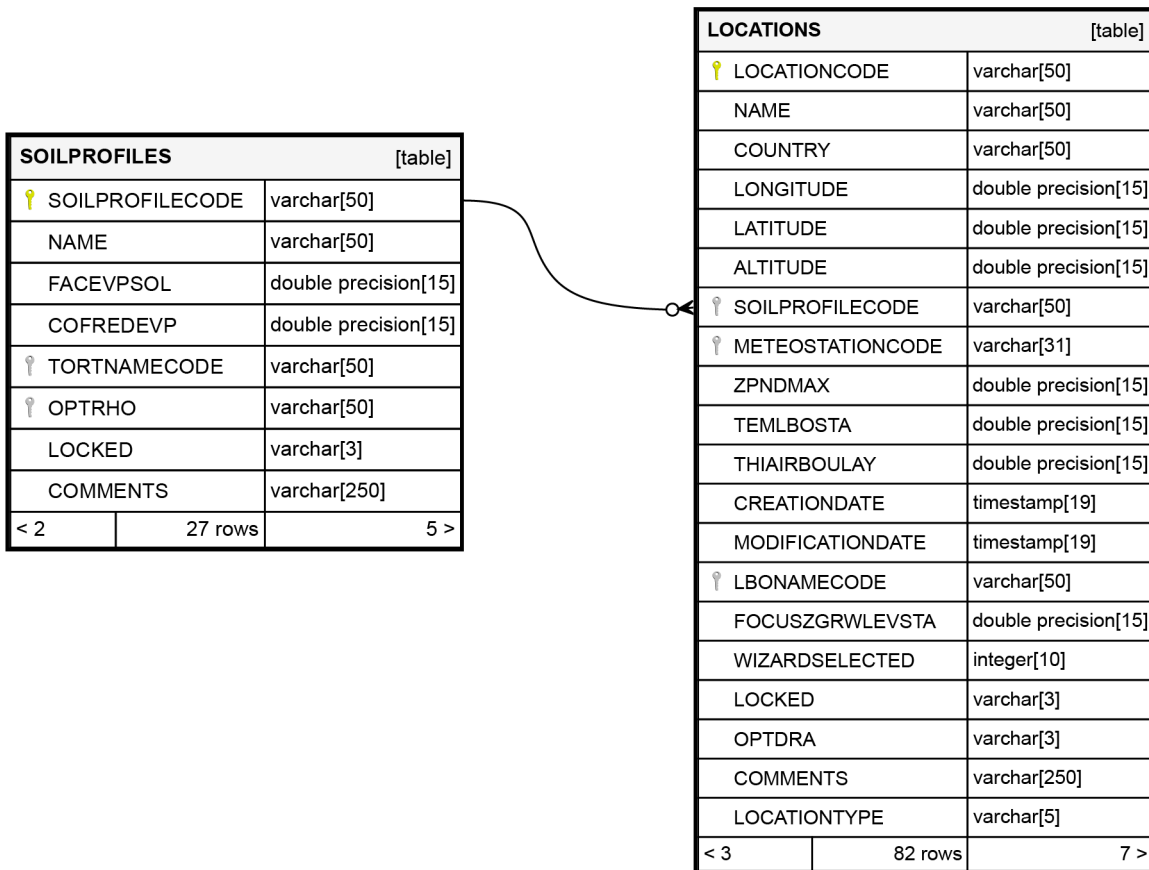 SOILPROFILES [table]
SOILPROFILECODE varchar[50]
NAME varchar[50]
FACEVPSOL double precision[15]
COFREDEVP double precision[15]
TORTNAMECODE varchar[50]
OPTRHO varchar[50]
LOCKED varchar[3]
COMMENTS varchar[250]
< 2 27 rows 5 >
LOCATIONS [table]
LOCATIONCODE varchar[50]
NAME varchar[50]
COUNTRY varchar[50]
LONGITUDE double precision[15]
LATITUDE double precision[15]
ALTITUDE double precision[15]
SOILPROFILECODE varchar[50]
METEOSTATIONCODE varchar[31]
ZPNDMAX double precision[15]
TEMLBOSTA double precision[15]
THIAIRBOULAY double precision[15]
CREATIONDATE timestamp[19]
MODIFICATIONDATE timestamp[19]
LBONAMECODE varchar[50]
FOCUSZGRWLEVSTA double precision[15]
WIZARDSELECTED integer[10]
LOCKED varchar[3]
OPTDRA varchar[3]
COMMENTS varchar[250]
LOCATIONTYPE varchar[5]
< 3 82 rows 7 >